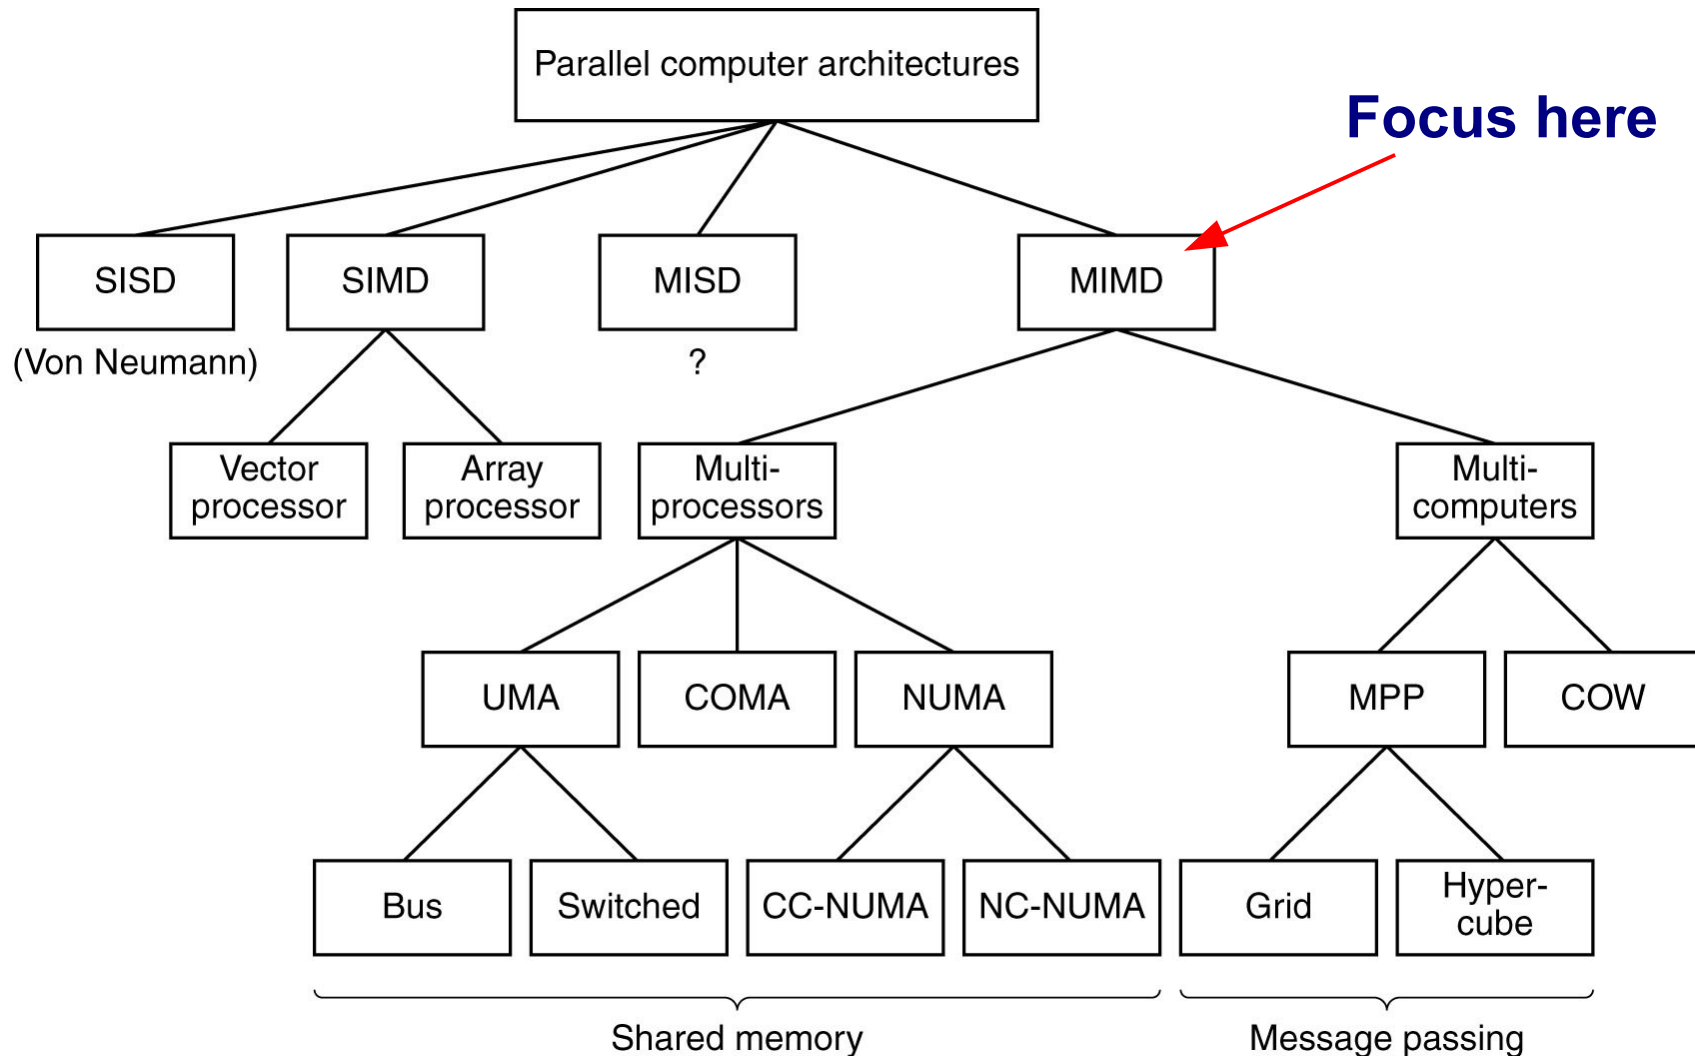 Parallel computer architectures
Focus here
SISD
SIMD
MISD
MIMD
(Von Neumann)
?
Vector
processor
Array
processor
Multi-
processors
Multi-
computers
UMA
COMA
NUMA
MPP
COW
Bus
Switched
CC-NUMA
NC-NUMA
Grid
Hyper-
cube
Shared memory
Message passing